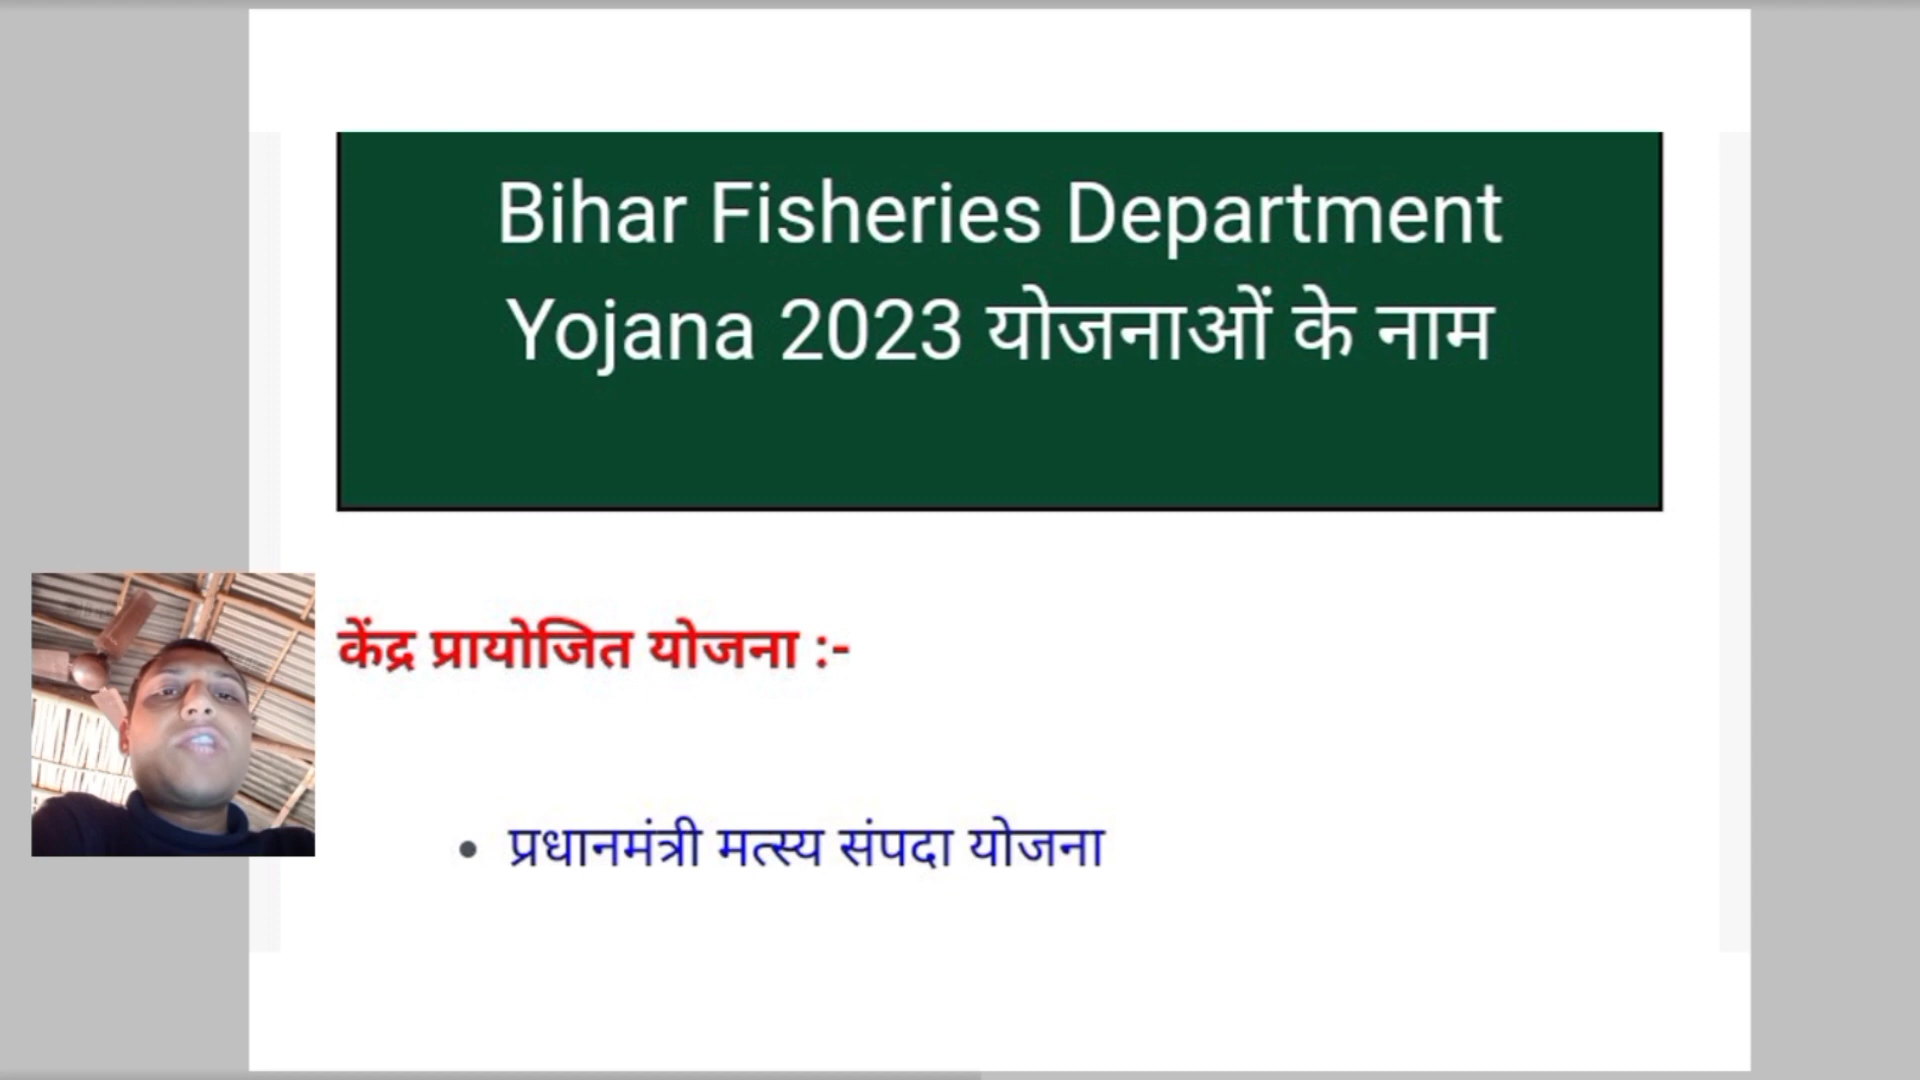 Bihar Fisheries Department
Yojana 2023 योजनाओं के नाम
केंद्र प्रायोजित योजना :-
• प्रधानमंत्री मत्स्य संपदा योजना